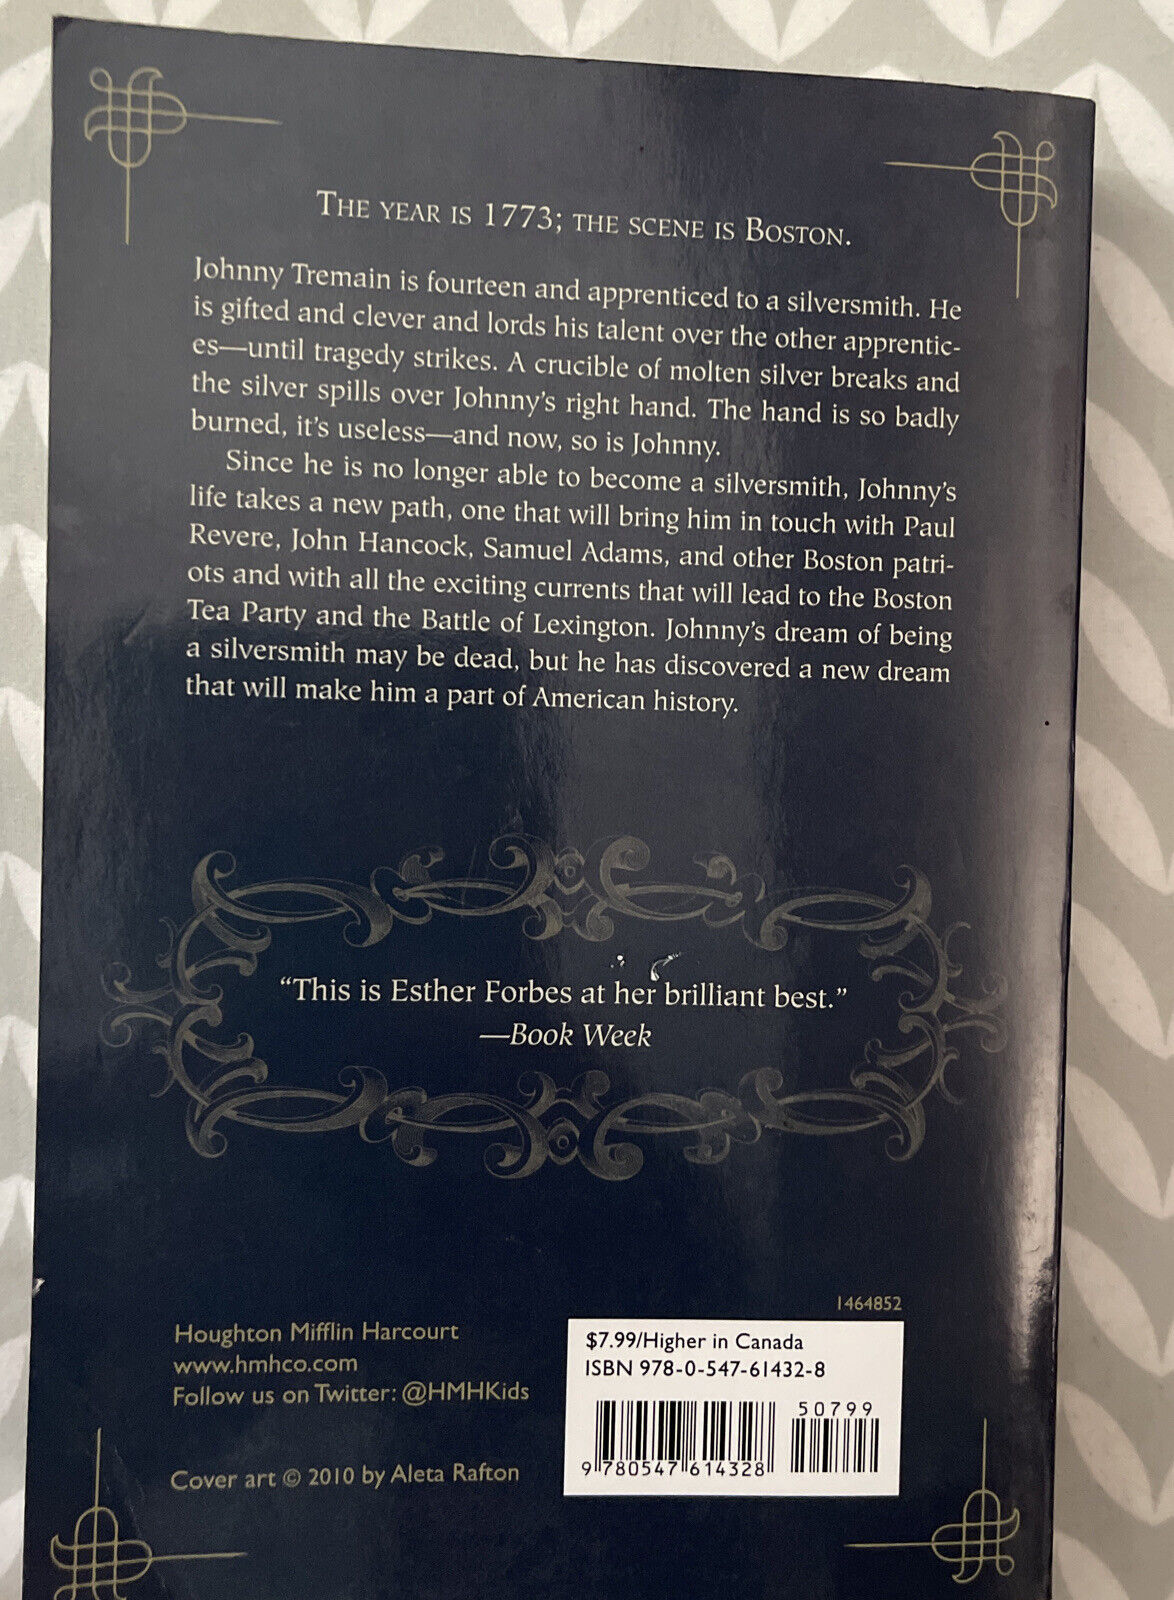 THE YEAR IS 1773; THE SCENE IS BOSTON.
Johnny Tremain is fourteen and apprenticed to a silversmith. He
is gifted and clever and lords his talent over the other apprentic-
es—until tragedy strikes. A crucible of molten silver breaks and
the silver spills over Johnny's right hand. The hand is so badly
burned, it's useless—and now, so is Johnny.
Since he is no longer able to become a silversmith, Johnny's
life takes a new path, one that will bring him in touch with Paul
Revere, John Hancock, Samuel Adams, and other Boston patri-
ots and with all the exciting currents that will lead to the Boston
Tea Party and the Battle of Lexington. Johnny's dream of being
a silversmith may be dead, but he has discovered a new dream
that will make him a part of American history.
“This is Esther Forbes at her brilliant best.”
—Book Week
1464852
Houghton Mifflin Harcourt
www.hmhco.com
Follow us on Twitter: @HMHKids
Cover art © 2010 by Aleta Rafton
$7.99/Higher in Canada
ISBN 978-0-547-61432-8
50799
9 780547 614328